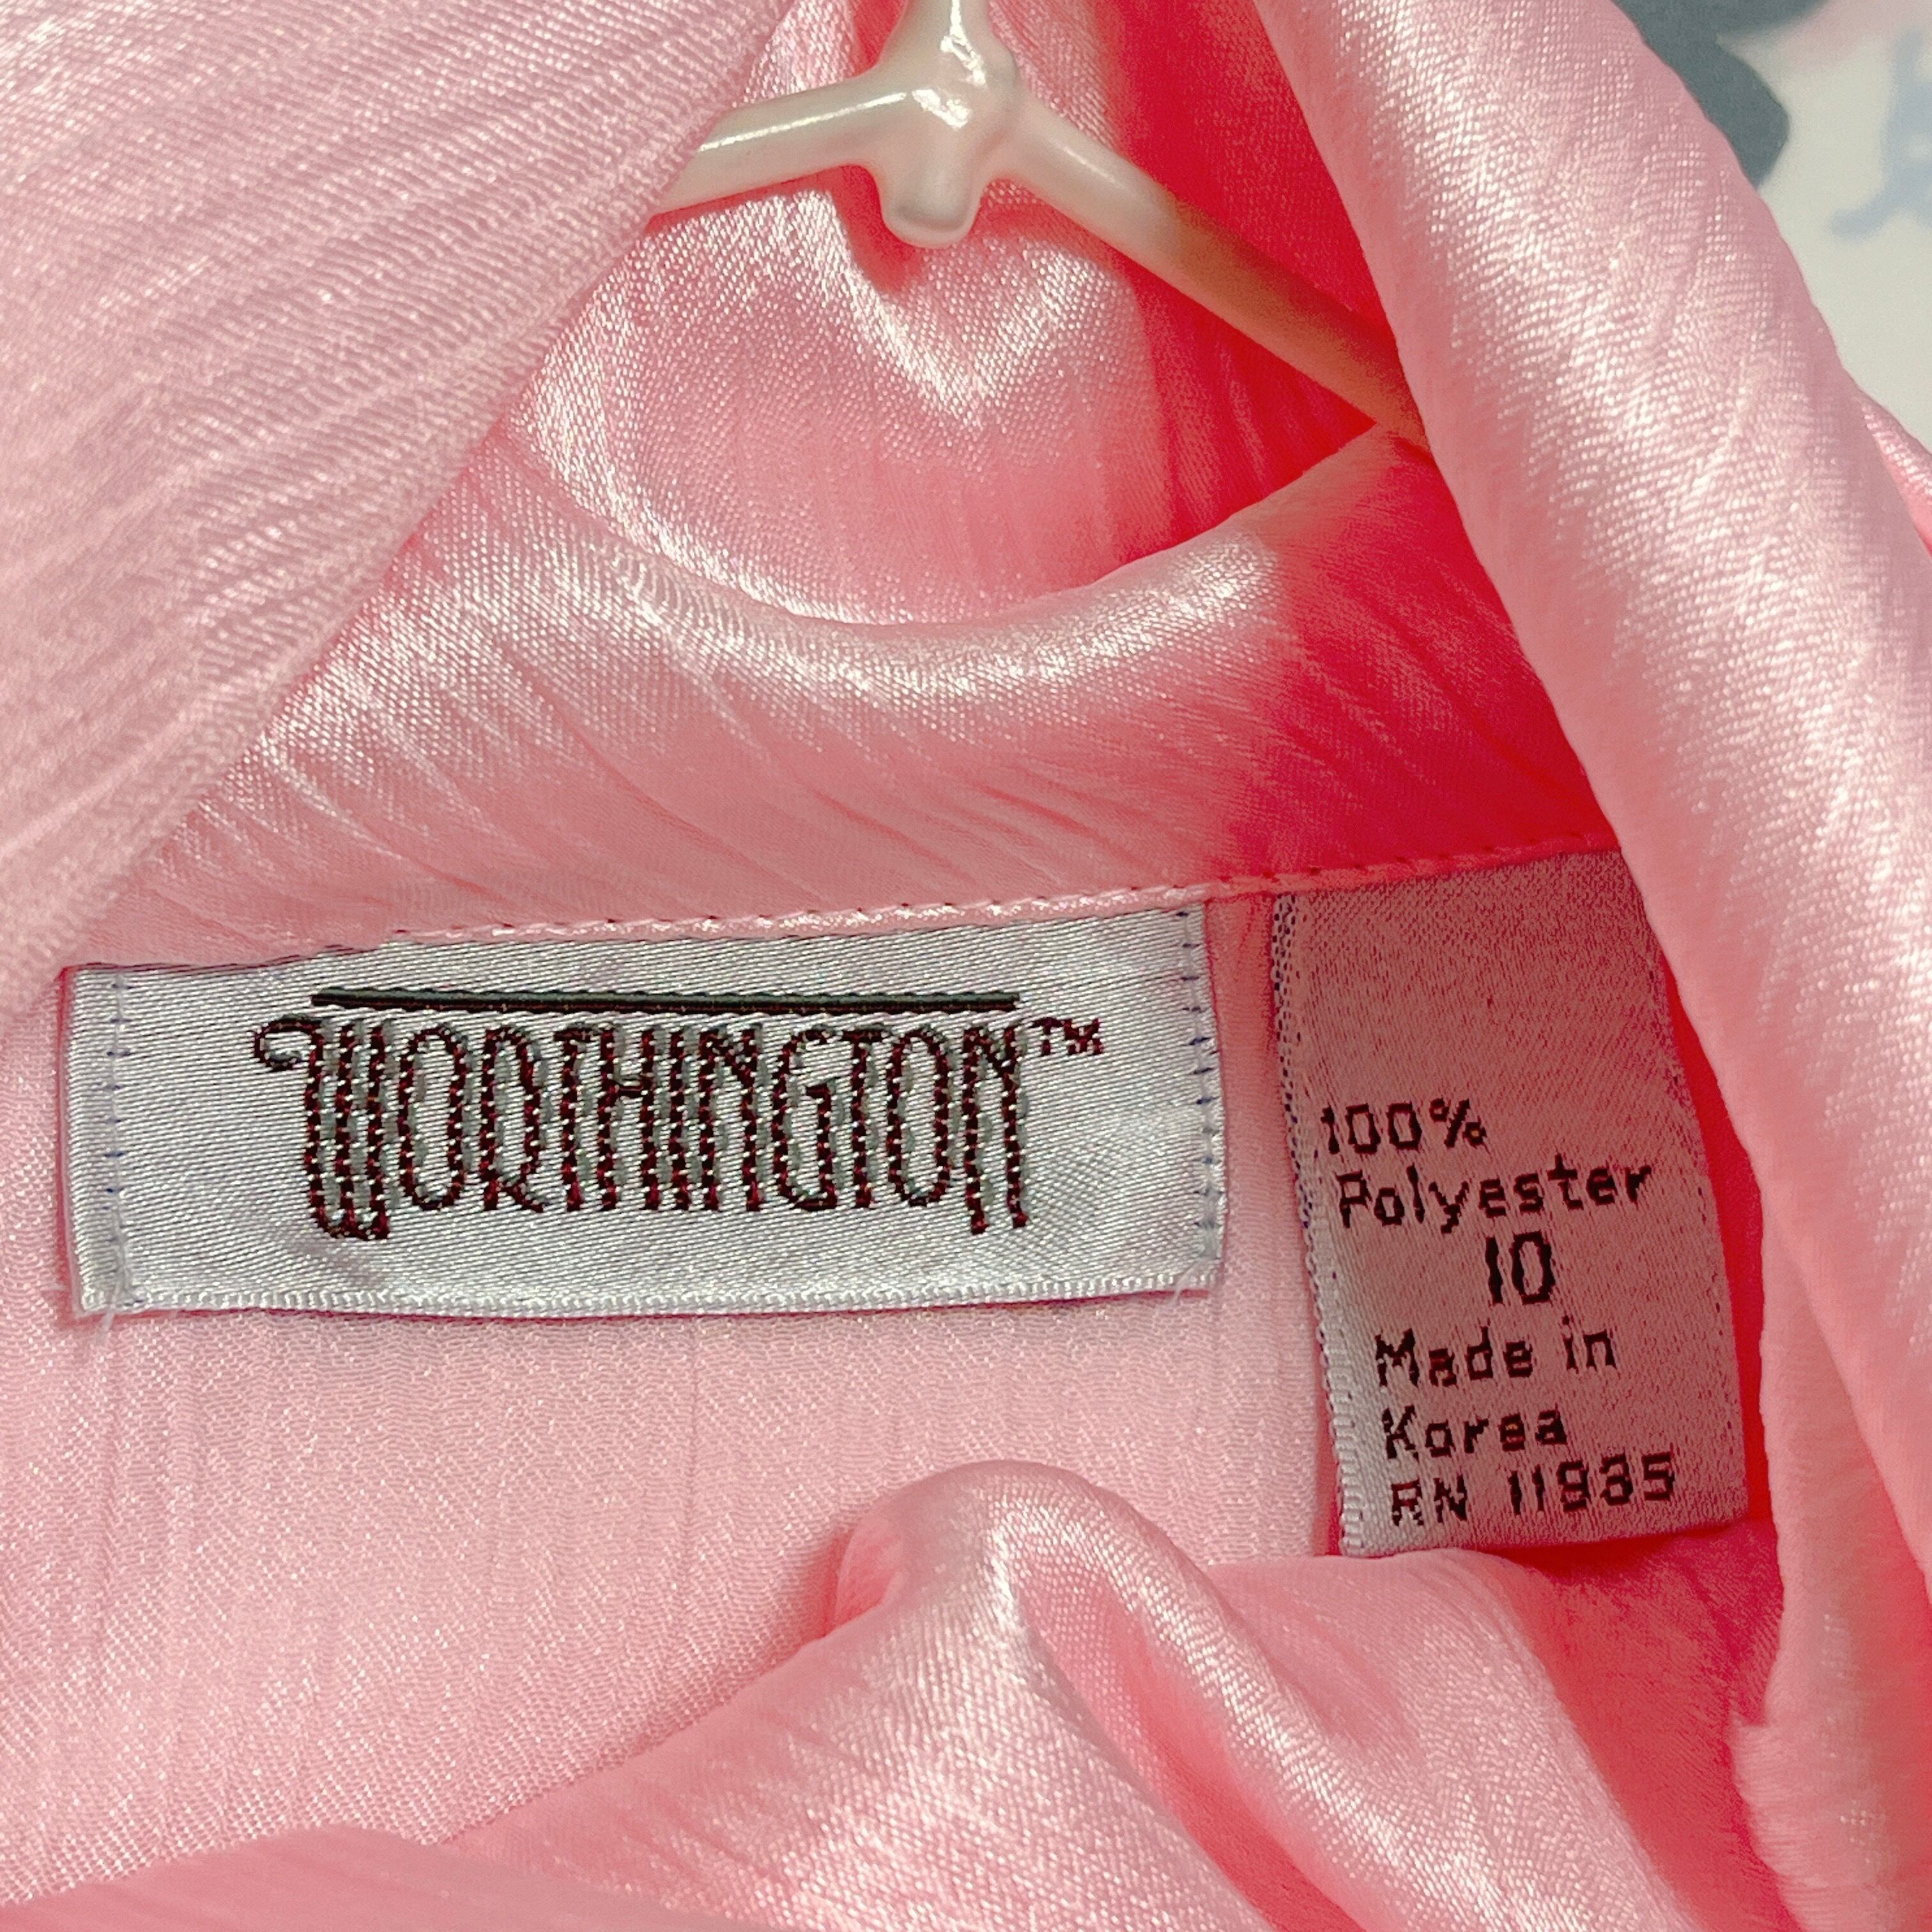 WORTHINGTON™
100%
Polyester
10
Made in
Korea
RN 11935